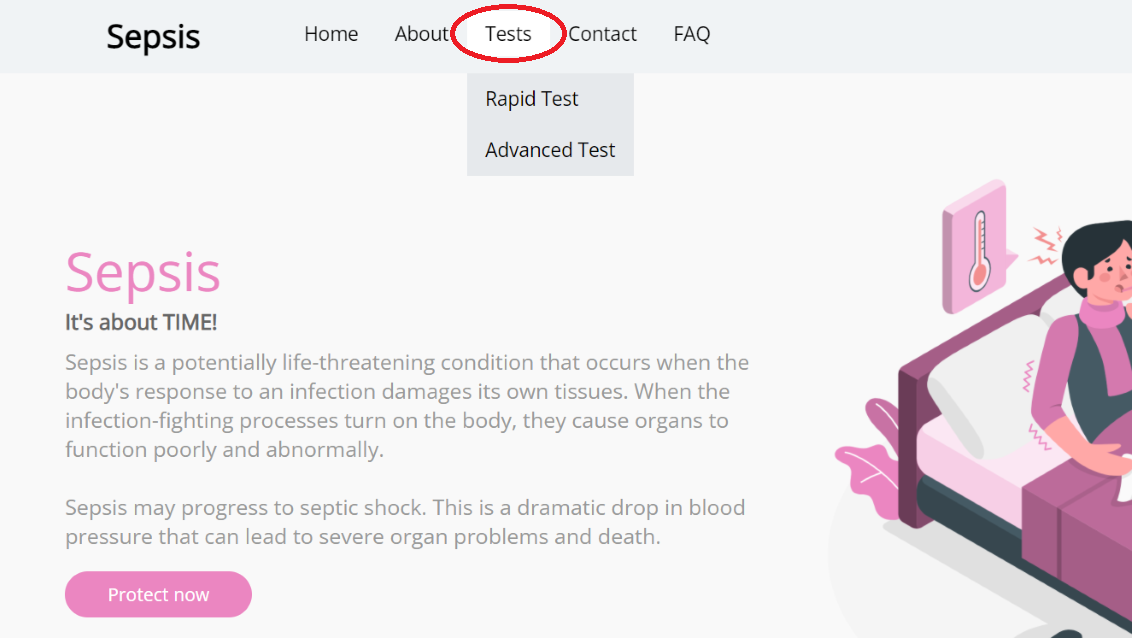 Sepsis
Home About Tests Contact FAQ
Rapid Test
Advanced Test
Sepsis
It's about TIME!
Sepsis is a potentially life-threatening condition that occurs when the
body's response to an infection damages its own tissues. When the
infection-fighting processes turn on the body, they cause organs to
function poorly and abnormally.
Sepsis may progress to septic shock. This is a dramatic drop in blood
pressure that can lead to severe organ problems and death.
Protect now